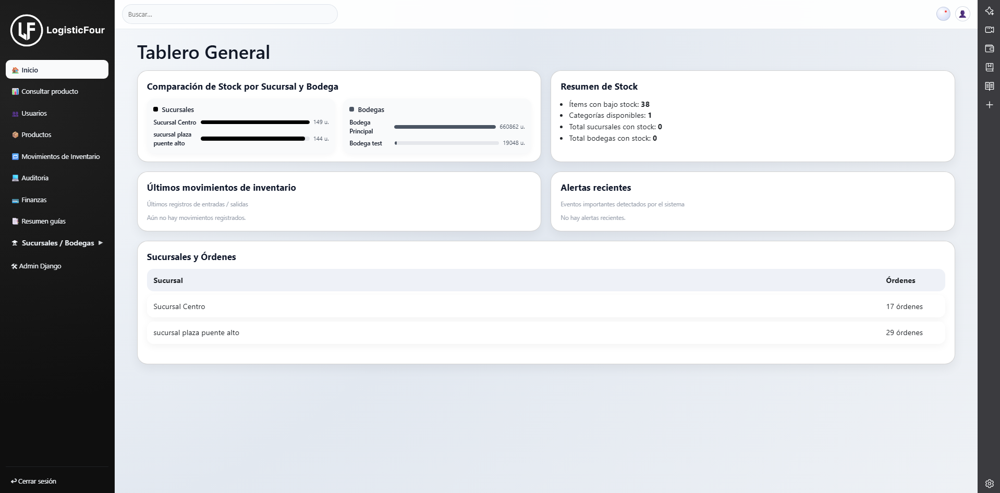 LF LogisticFour
Inicio
Consultar producto
Usuarios
Productos
Movimientos de Inventario
Auditoria
Finanzas
Resumen guías
Sucursales / Bodegas ▶
Admin Django
Cerrar sesión
Buscar...
Tablero General
Comparación de Stock por Sucursal y Bodega
Sucursales
Sucursal Centro 149 u.
sucursal plaza
puente alto 144 u.
Bodegas
Bodega
Principal 660862 u.
Bodega test 19048 u.
Resumen de Stock
• Ítems con bajo stock: 38
• Categorías disponibles: 1
• Total sucursales con stock: 0
• Total bodegas con stock: 0
Últimos movimientos de inventario
Últimos registros de entradas / salidas
Aún no hay movimientos registrados.
Alertas recientes
Eventos importantes detectados por el sistema
No hay alertas recientes.
Sucursales y Órdenes
Sucursal Órdenes
Sucursal Centro 17 órdenes
sucursal plaza puente alto 29 órdenes